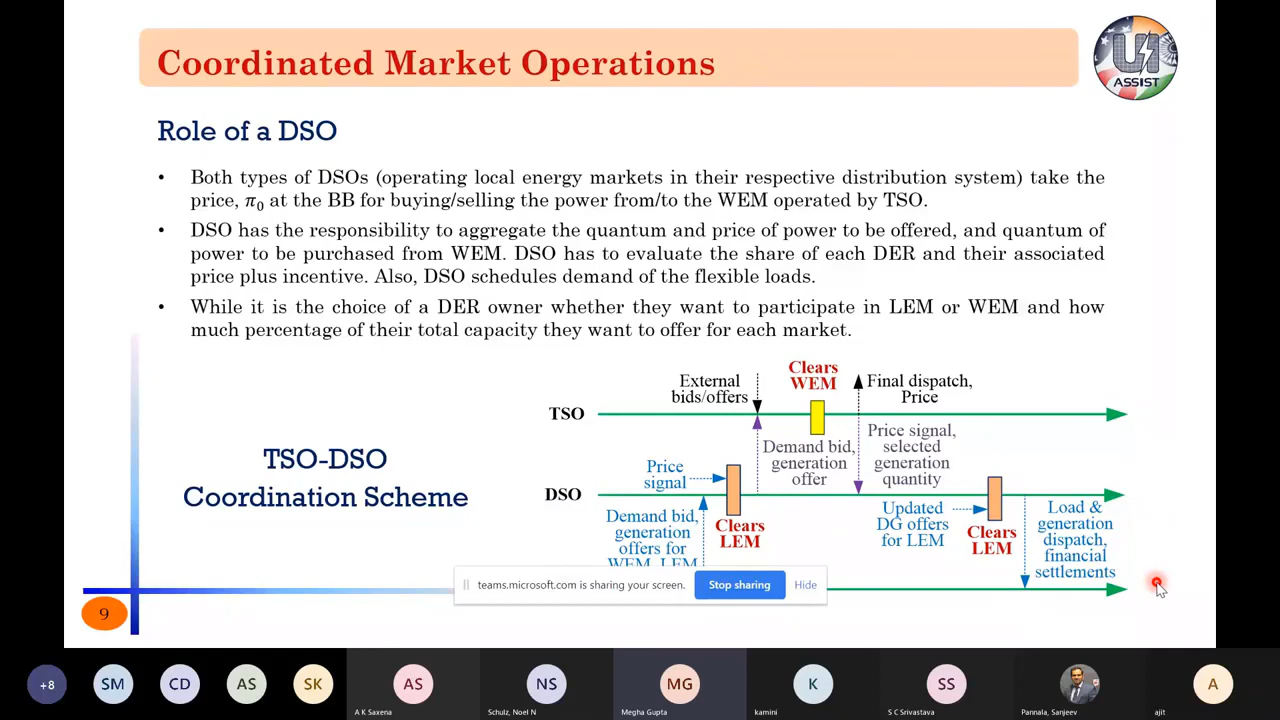 Coordinated Market Operations
UI
ASSIST
Role of a DSO
• Both types of DSOs (operating local energy markets in their respective distribution system) take the
price, π0 at the BB for buying/selling the power from/to the WEM operated by TSO.
• DSO has the responsibility to aggregate the quantum and price of power to be offered, and quantum of
power to be purchased from WEM. DSO has to evaluate the share of each DER and their associated
price plus incentive. Also, DSO schedules demand of the flexible loads.
• While it is the choice of a DER owner whether they want to participate in LEM or WEM and how
much percentage of their total capacity they want to offer for each market.
TSO-DSO
Coordination Scheme
External
bids/offers
Clears
WEM
Final dispatch,
Price
TSO
Demand bid,
generation
offer
Price signal,
selected
generation
quantity
Price
signal
DSO
Demand bid,
generation
offers for
WEM, LEM
Clears
LEM
Updated
DG offers
for LEM
Clears
LEM
Load &
generation
dispatch,
financial
settlements
teams.microsoft.com is sharing your screen.
Stop sharing
Hide
9
+8
SM
CD
AS
SK
AS
A K Saxena
NS
Schulz, Noel N
MG
Megha Gupta
K
kamini
SS
S C Srivastava
Pannala, Sanjeev
A
ajit